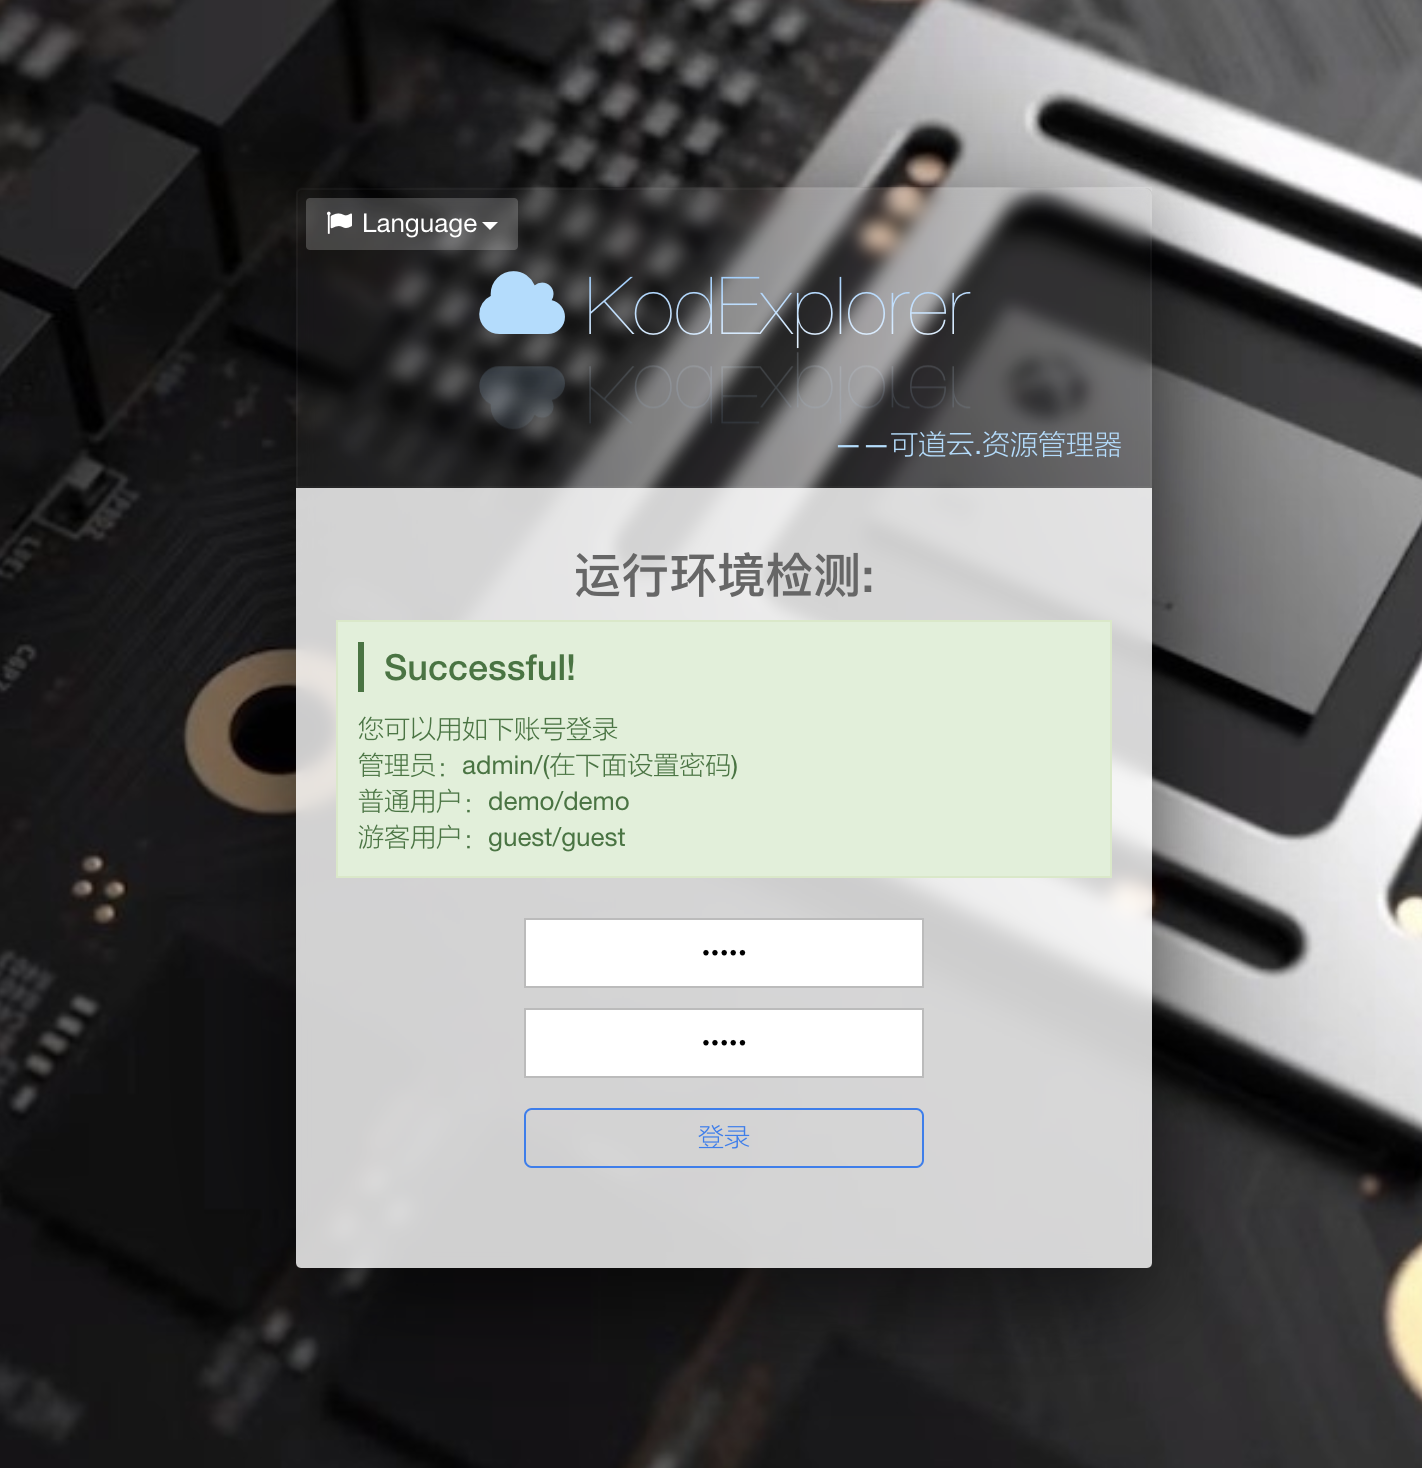 Language
KodExplorer
——可道云.资源管理器
运行环境检测:
Successful!
您可以用如下账号登录
管理员：admin/(在下面设置密码)
普通用户：demo/demo
游客用户：guest/guest
•••••
•••••
登录